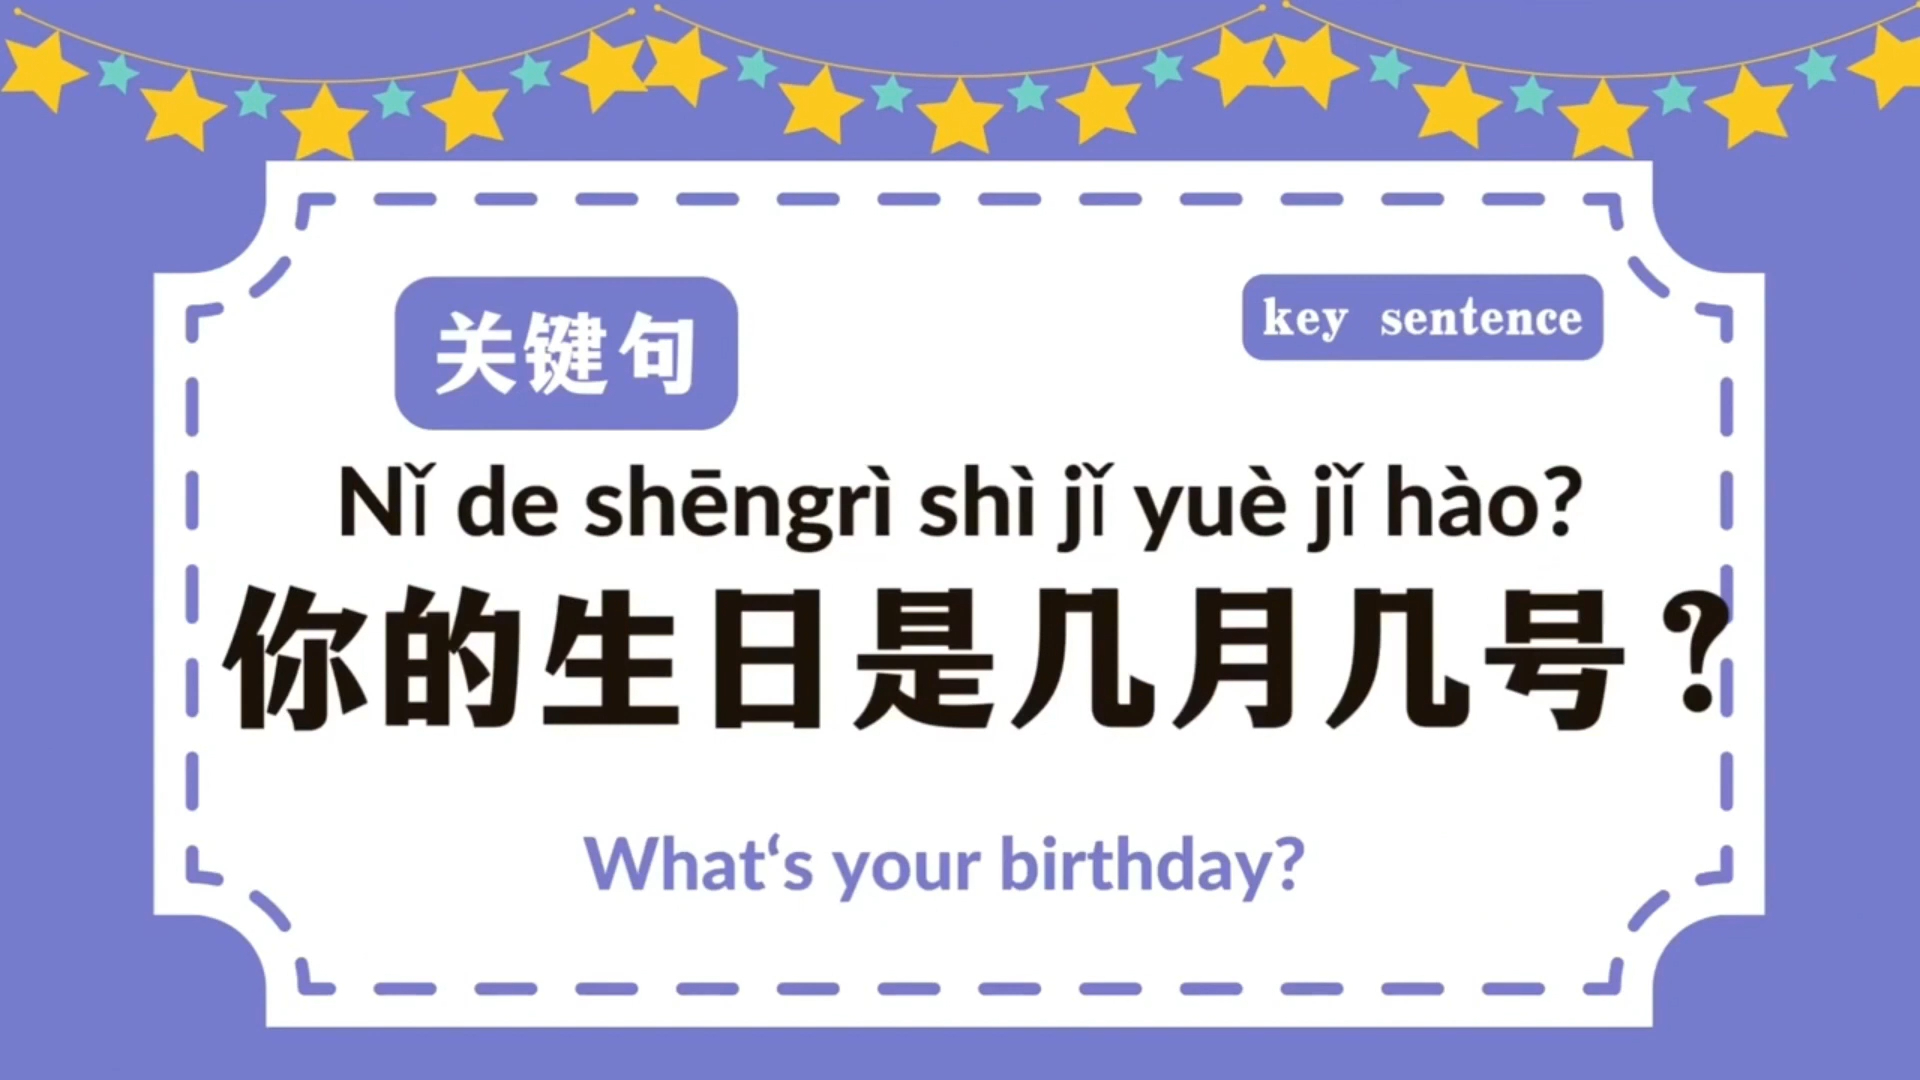 关键句
key sentence
Nǐ de shēngrì shì jǐ yuè jǐ hào?
你的生日是几月几号？
What‘s your birthday?